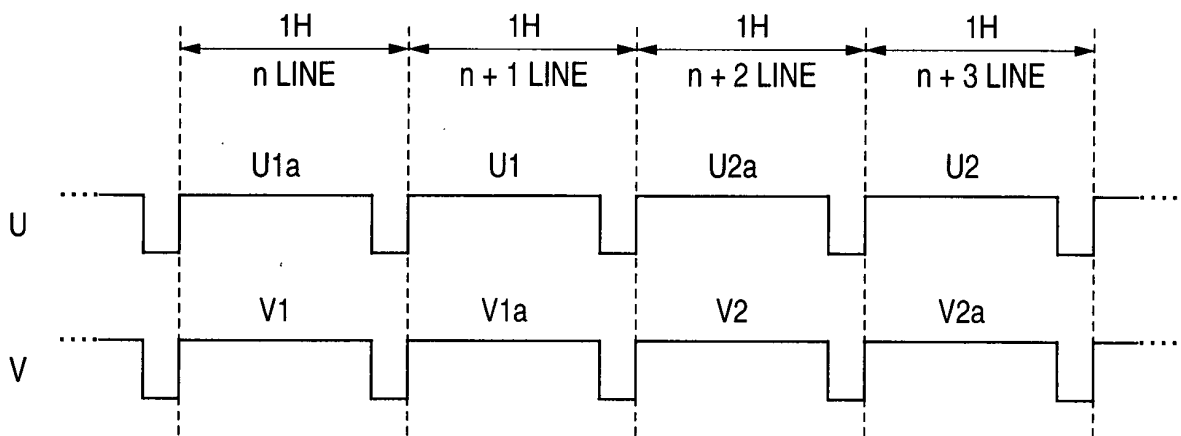 1H 1H 1H 1H
n LINE n + 1 LINE n + 2 LINE n + 3 LINE
U1a U1 U2a U2
U
V1 V1a V2 V2a
V